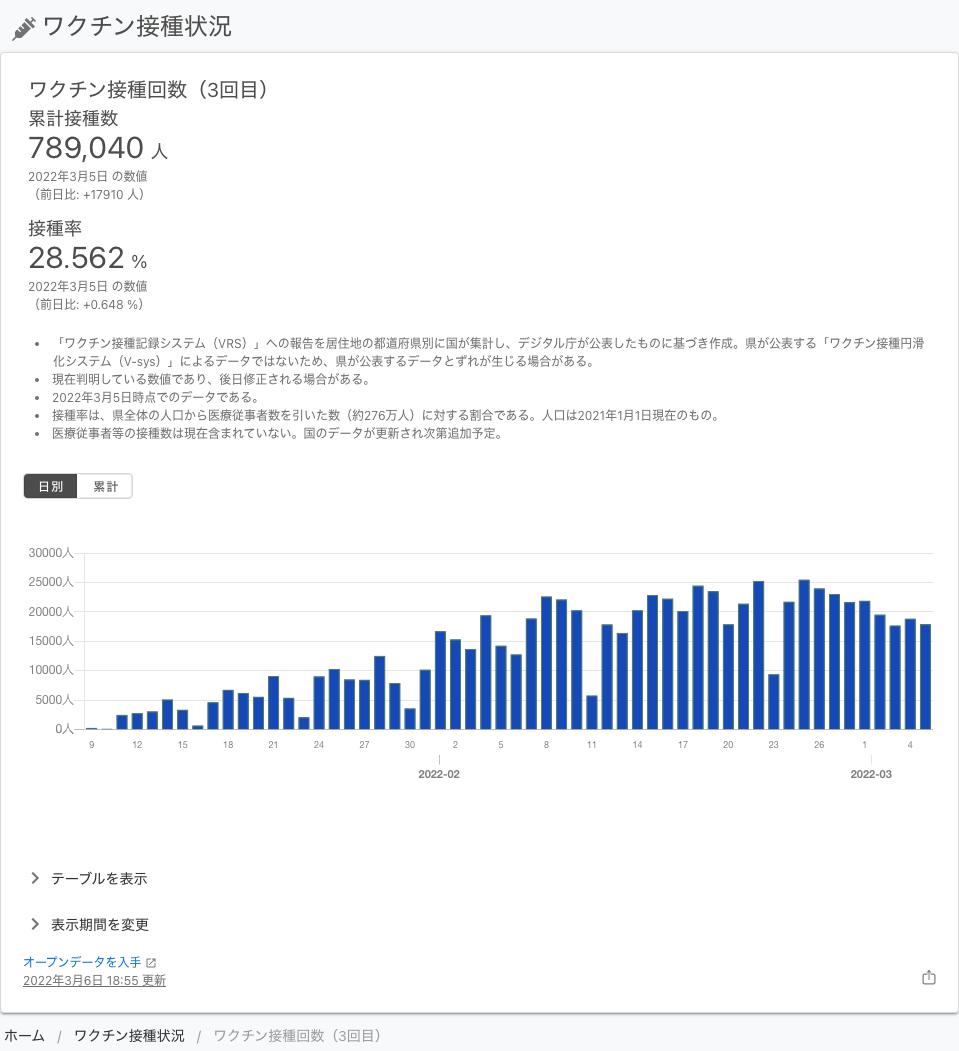 ワクチン接種状況
ワクチン接種回数（3回目）
累計接種数
789,040 人
2022年3月5日 の数値
（前日比: +17910 人）
接種率
28.562 %
2022年3月5日 の数値
（前日比: +0.648 %）
• 「ワクチン接種記録システム（VRS）」への報告を居住地の都道府県別に国が集計し、デジタル庁が公表したものに基づき作成。県が公表する「ワクチン接種円滑
化システム（V-sys）」によるデータではないため、県が公表するデータとずれが生じる場合がある。
• 現在判明している数値であり、後日修正される場合がある。
• 2022年3月5日時点でのデータである。
• 接種率は、県全体の人口から医療従事者数を引いた数（約276万人）に対する割合である。人口は2021年1月1日現在のもの。
• 医療従事者等の接種数は現在含まれていない。国のデータが更新され次第追加予定。
日別 累計
30000人
25000人
20000人
15000人
10000人
5000人
0人
9 12 15 18 21 24 27 30 2 5 8 11 14 17 20 23 26 1 4
2022-02 2022-03
テーブルを表示
表示期間を変更
オープンデータを入手
2022年3月6日 18:55 更新
ホーム / ワクチン接種状況 / ワクチン接種回数（3回目）